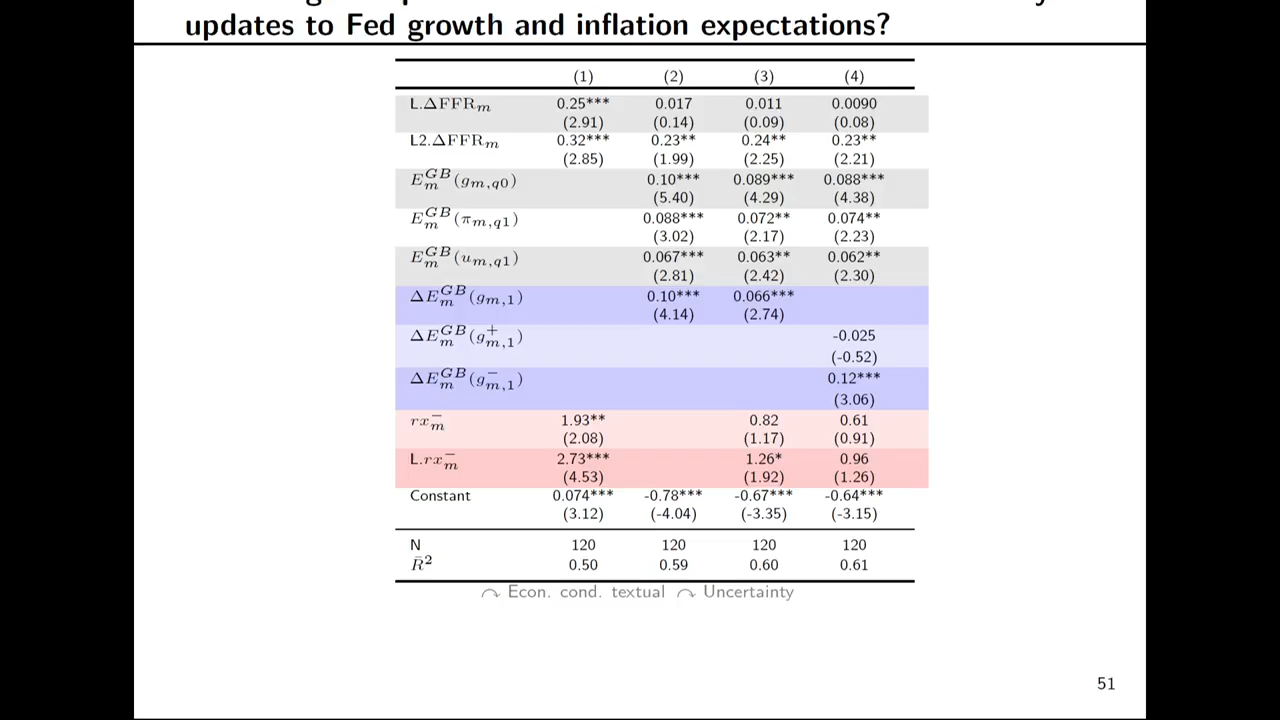 updates to Fed growth and inflation expectations?
(1) (2) (3) (4)
L.ΔFFR_m 0.25*** 0.017 0.011 0.0090
(2.91) (0.14) (0.09) (0.08)
L2.ΔFFR_m 0.32*** 0.23** 0.24** 0.23**
(2.85) (1.99) (2.25) (2.21)
E_m^{GB}(g_{m,q0}) 0.10*** 0.089*** 0.088***
(5.40) (4.29) (4.38)
E_m^{GB}(π_{m,q1}) 0.088*** 0.072** 0.074**
(3.02) (2.17) (2.23)
E_m^{GB}(u_{m,q1}) 0.067*** 0.063** 0.062**
(2.81) (2.42) (2.30)
ΔE_m^{GB}(g_{m,1}) 0.10*** 0.066***
(4.14) (2.74)
ΔE_m^{GB}(g_{m,1}^+) -0.025
(-0.52)
ΔE_m^{GB}(g_{m,1}^-) 0.12***
(3.06)
rx_m^- 1.93** 0.82 0.61
(2.08) (1.17) (0.91)
L.rx_m^- 2.73*** 1.26* 0.96
(4.53) (1.92) (1.26)
Constant 0.074*** -0.78*** -0.67*** -0.64***
(3.12) (-4.04) (-3.35) (-3.15)
N 120 120 120 120
R̄² 0.50 0.59 0.60 0.61
Econ. cond. textual Uncertainty
51